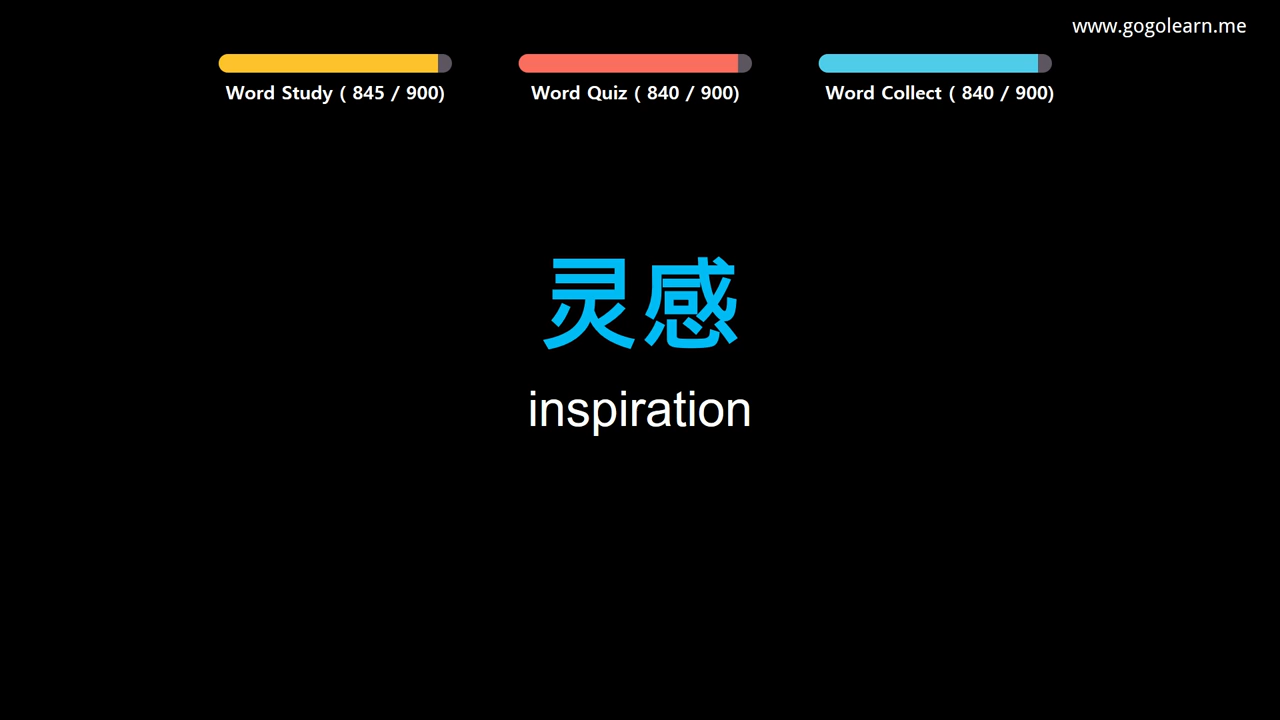 www.gogolearn.me
Word Study ( 845 / 900)
Word Quiz ( 840 / 900)
Word Collect ( 840 / 900)
灵感
inspiration